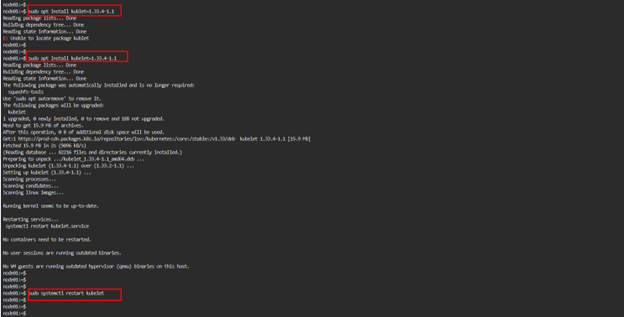 node01:~$
node01:~$ sudo apt install kublet=1.33.4-1.1
Reading package lists... Done
Building dependency tree... Done
Reading state information... Done
E: Unable to locate package kublet
node01:~$
node01:~$
node01:~$ sudo apt install kubelet=1.33.4-1.1
Reading package lists... Done
Building dependency tree... Done
Reading state information... Done
The following package was automatically installed and is no longer required:
  squashfs-tools
Use 'sudo apt autoremove' to remove it.
The following packages will be upgraded:
  kubelet
1 upgraded, 0 newly installed, 0 to remove and 188 not upgraded.
Need to get 15.9 MB of archives.
After this operation, 0 B of additional disk space will be used.
Get:1 https://prod-cdn.packages.k8s.io/repositories/isv:/kubernetes:/core:/stable:/v1.33/deb  kubelet 1.33.4-1.1 [15.9 MB]
Fetched 15.9 MB in 2s (9806 kB/s)
(Reading database ... 82216 files and directories currently installed.)
Preparing to unpack .../kubelet_1.33.4-1.1_amd64.deb ...
Unpacking kubelet (1.33.4-1.1) over (1.33.2-1.1) ...
Setting up kubelet (1.33.4-1.1) ...
Scanning processes...
Scanning candidates...
Scanning linux images...
Running kernel seems to be up-to-date.
Restarting services...
 systemctl restart kubelet.service
No containers need to be restarted.
No user sessions are running outdated binaries.
No VM guests are running outdated hypervisor (qemu) binaries on this host.
node01:~$
node01:~$
node01:~$
node01:~$ sudo systemctl restart kubelet
node01:~$
node01:~$
node01:~$